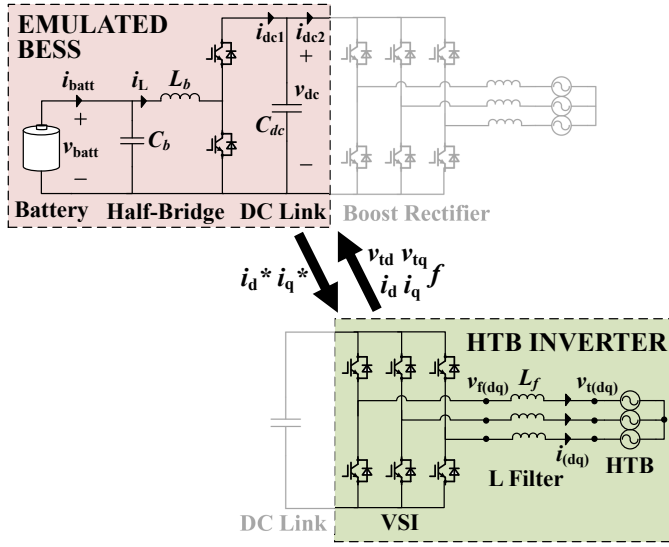 EMULATED
BESS
i_dc1 i_dc2
i_batt i_L L_b
+
+ v_dc
v_batt C_b C_dc
−
−
Battery Half-Bridge DC Link Boost Rectifier
i_d* i_q*
v_td v_tq
i_d i_q f
HTB INVERTER
v_f(dq) L_f v_t(dq)
i_(dq)
L Filter HTB
DC Link VSI